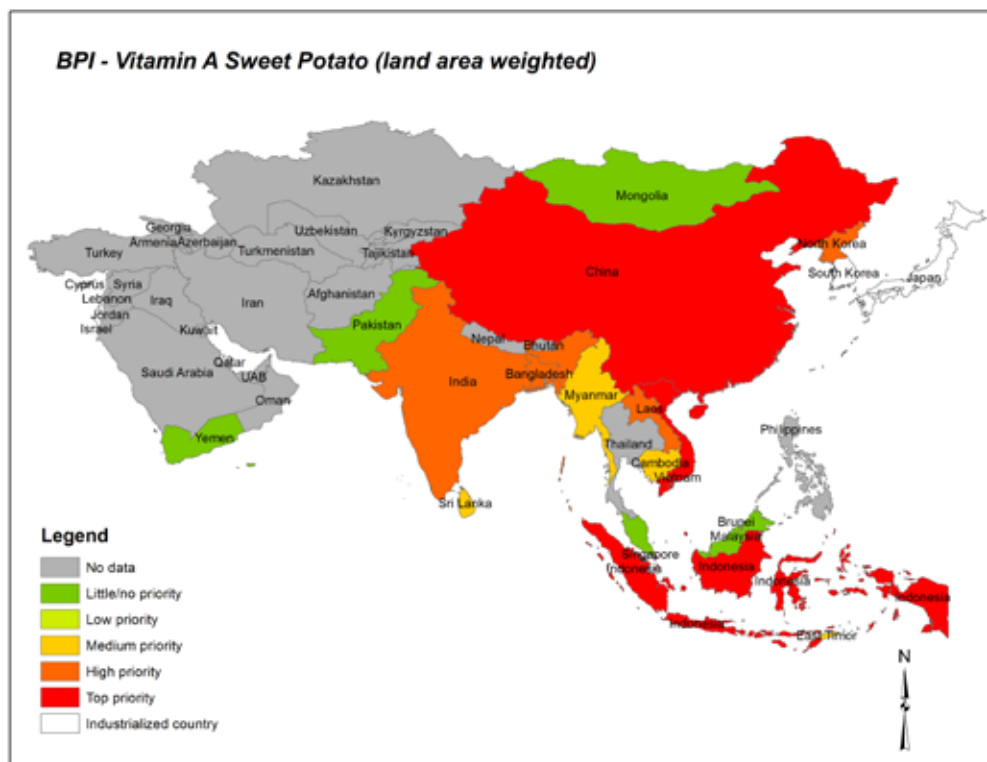 BPI - Vitamin A Sweet Potato (land area weighted)
Kazakhstan
Mongolia
Georgia
Uzbekistan
Kyrgyzstan
Armenia
Azerbaijan
Turkey
Turkmenistan
Tajikistan
North Korea
South Korea
Japan
China
Cyprus
Syria
Lebanon
Iraq
Iran
Afghanistan
Jordan
Israel
Kuwait
Pakistan
Nepal
Bhutan
Qatar
Saudi Arabia
UAB
India
Bangladesh
Oman
Myanmar
Laos
Yemen
Thailand
Philippines
Cambodia
Vietnam
Sri Lanka
Brunei
Malaysia
Singapore
Indonesia
Indonesia
Indonesia
Indonesia
Indonesia
East Timor
Legend
No data
Little/no priority
Low priority
Medium priority
High priority
Top priority
Industrialized country
N